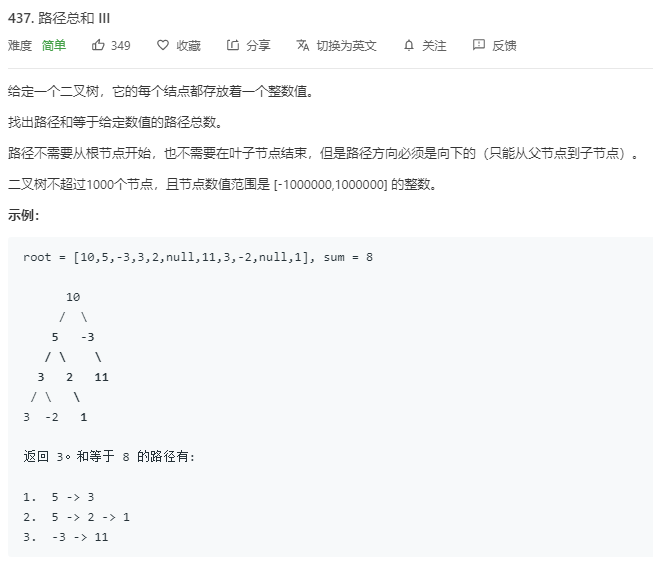 437. 路径总和 III
难度 简单 349 收藏 分享 切换为英文 关注 反馈
给定一个二叉树，它的每个结点都存放着一个整数值。
找出路径和等于给定数值的路径总数。
路径不需要从根节点开始，也不需要在叶子节点结束，但是路径方向必须是向下的（只能从父节点到子节点）。
二叉树不超过1000个节点，且节点数值范围是 [-1000000,1000000] 的整数。
示例：
root = [10,5,-3,3,2,null,11,3,-2,null,1], sum = 8
10
/ \
5 -3
/ \ \
3 2 11
/ \ \
3 -2 1
返回 3。和等于 8 的路径有:
1. 5 -> 3
2. 5 -> 2 -> 1
3. -3 -> 11